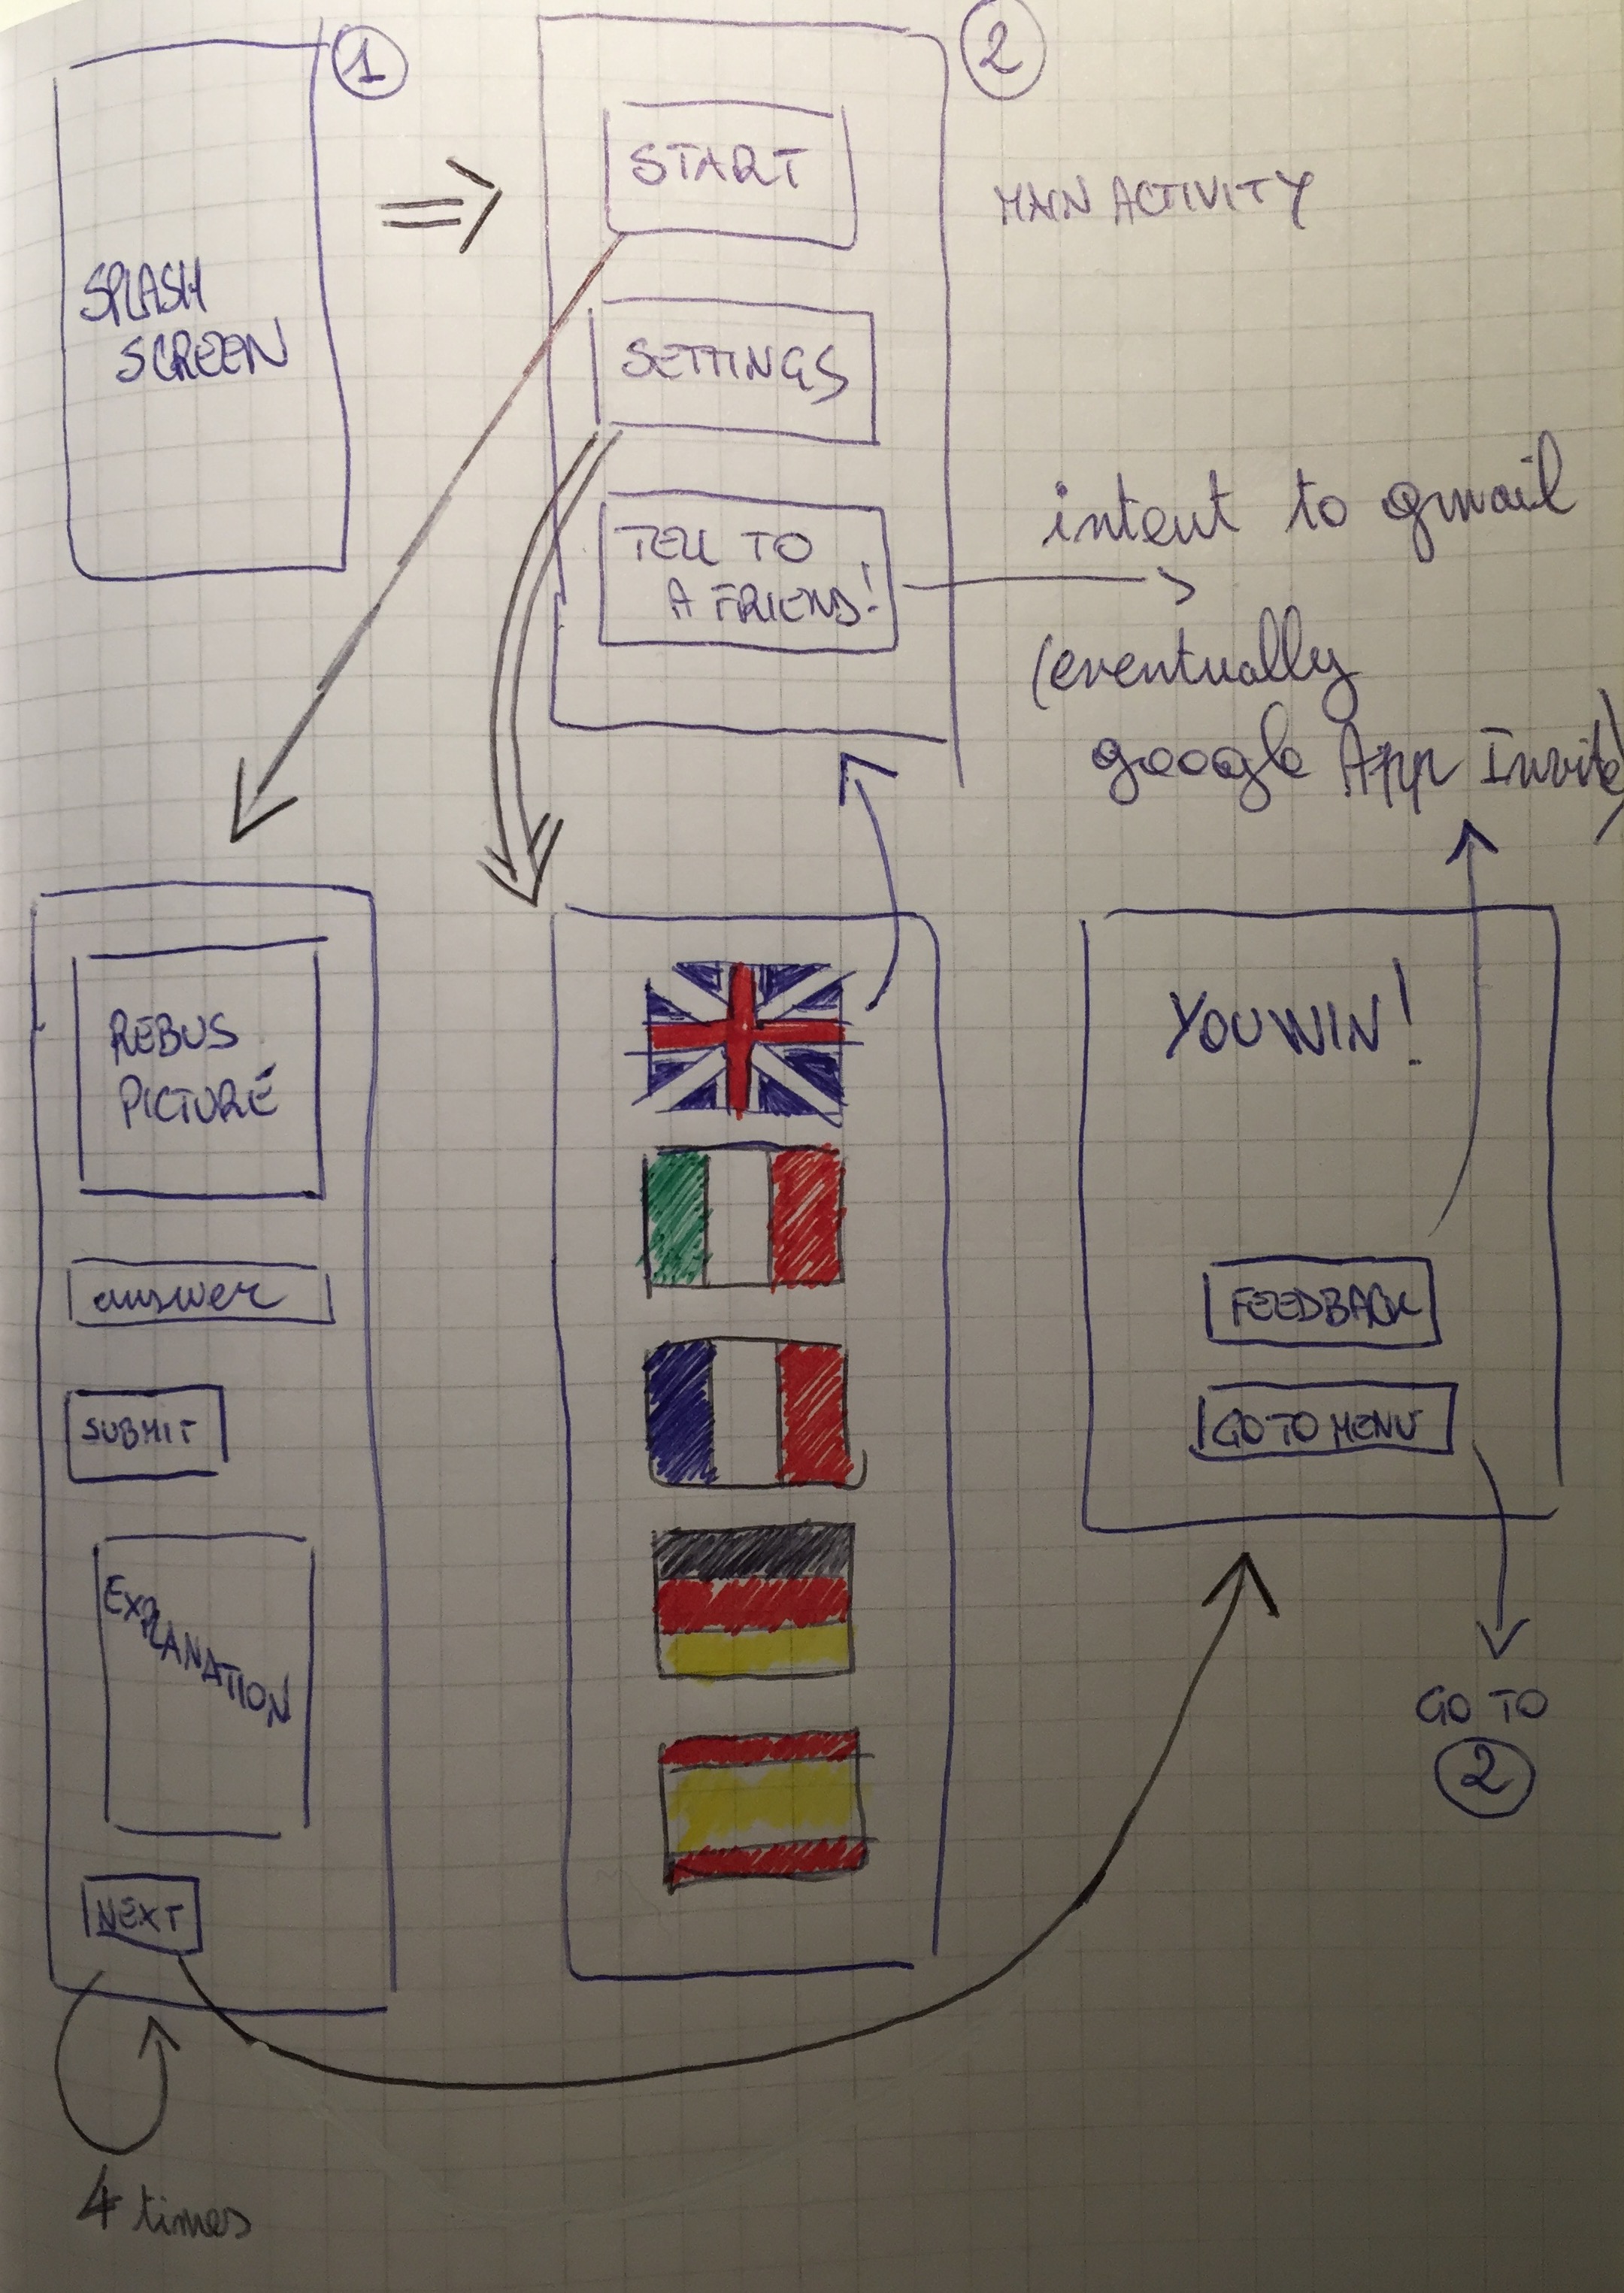 1
SPLASH
SCREEN
2
START
MAIN ACTIVITY
SETTINGS
TELL TO
A FRIEND!
intent to gmail
(eventually
google App Invite)
REBUS
PICTURE
answer
SUBMIT
EXPLANATION
NEXT
4 times
YOU WIN!
FEEDBACK
GO TO MENU
GO TO
2